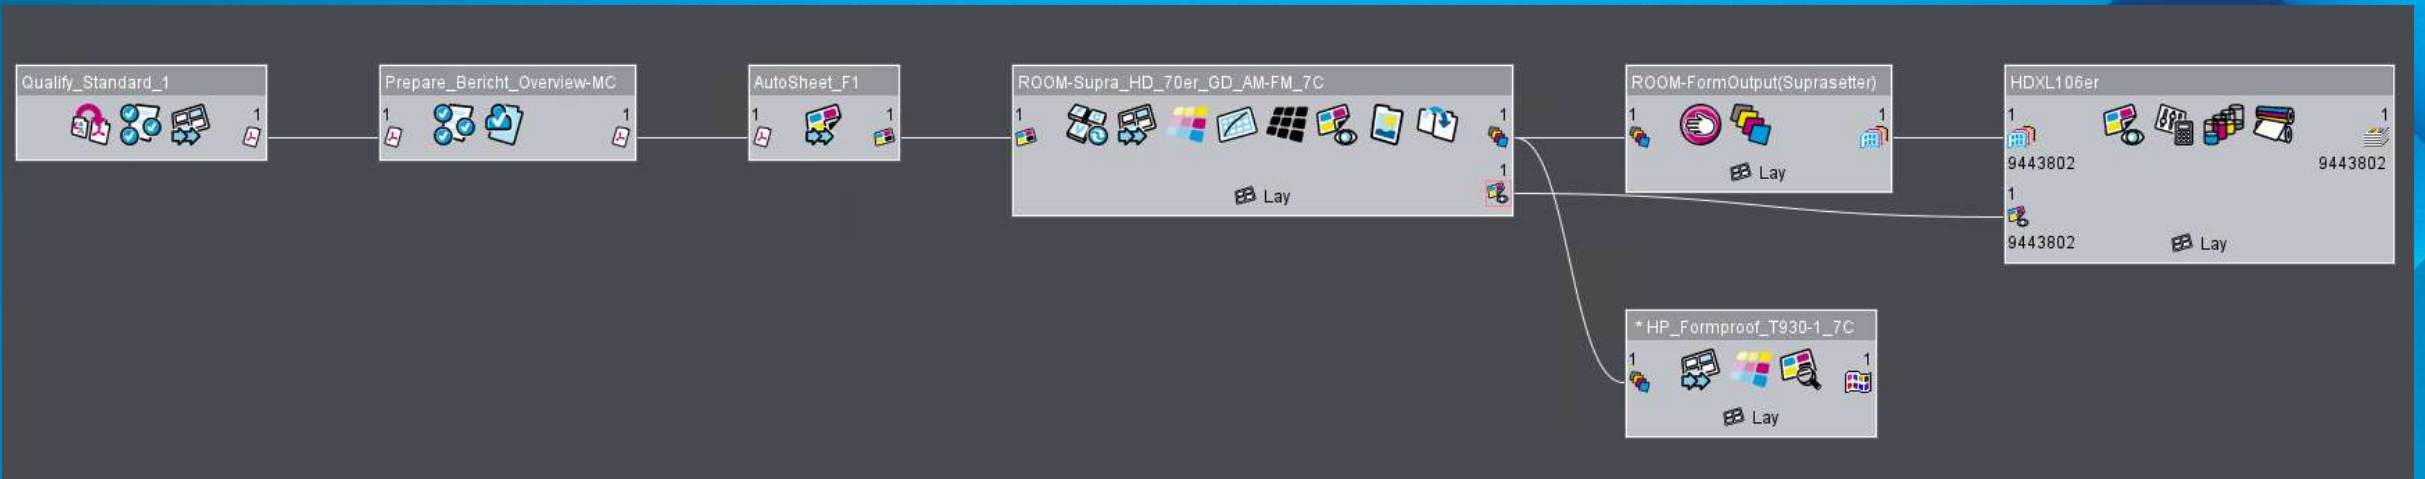 Qualify_Standard_1
1
Prepare_Bericht_Overview-MC
1 1
AutoSheet_F1
1 1
ROOM-Supra_HD_70er_GD_AM-FM_7C
1 1
1
Lay
ROOM-FormOutput(Suprasetter)
1 1
Lay
HDXL106er
1 1
9443802 9443802
1
9443802
Lay
* HP_Formproof_T930-1_7C
1 1
Lay